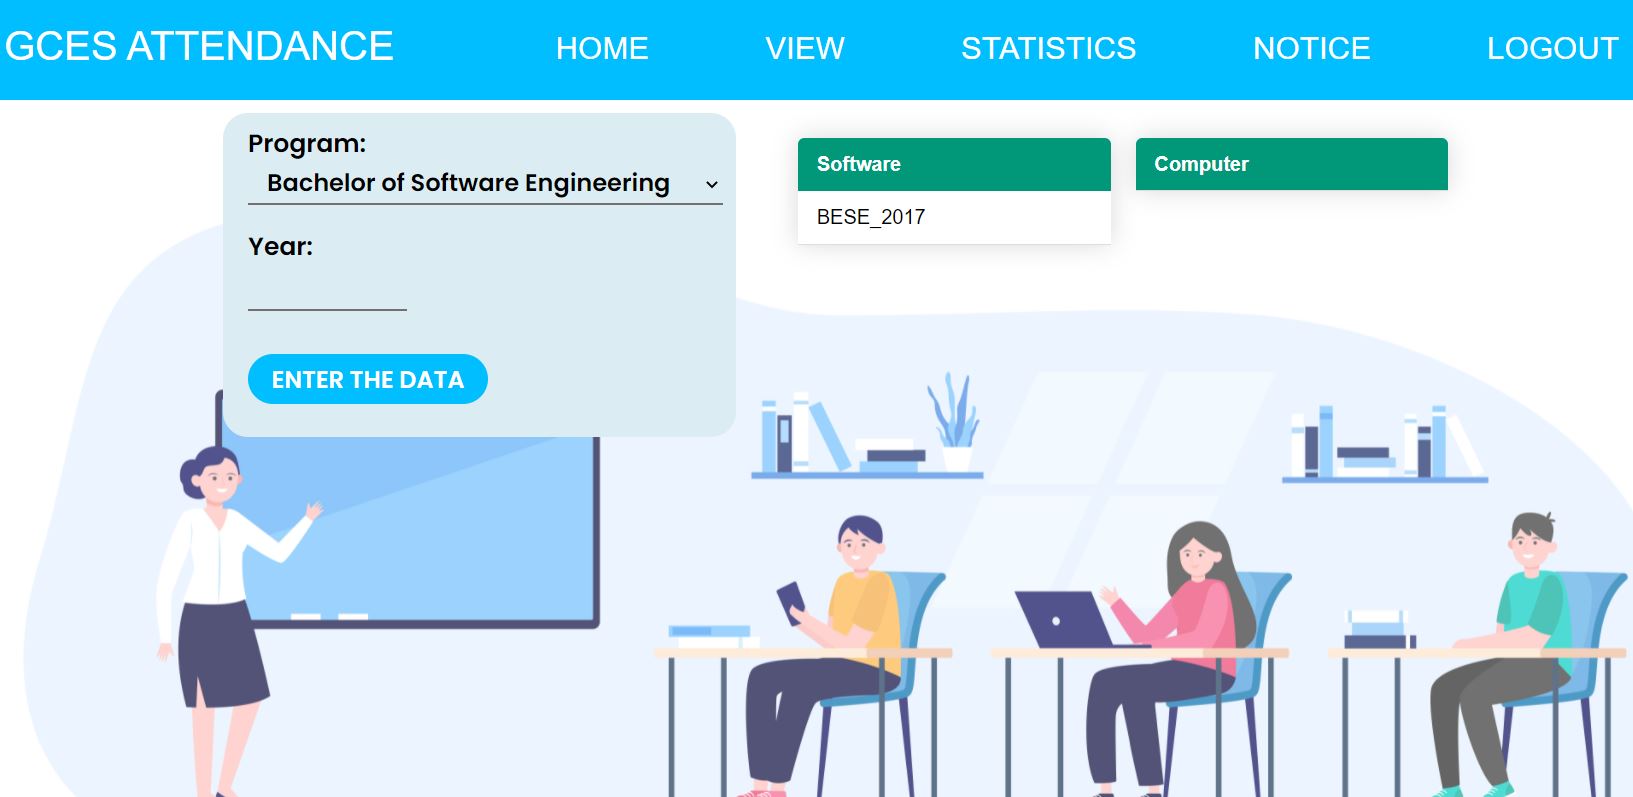 GCES ATTENDANCE HOME VIEW STATISTICS NOTICE LOGOUT
Program:
Bachelor of Software Engineering
Year:
ENTER THE DATA
Software
BESE_2017
Computer